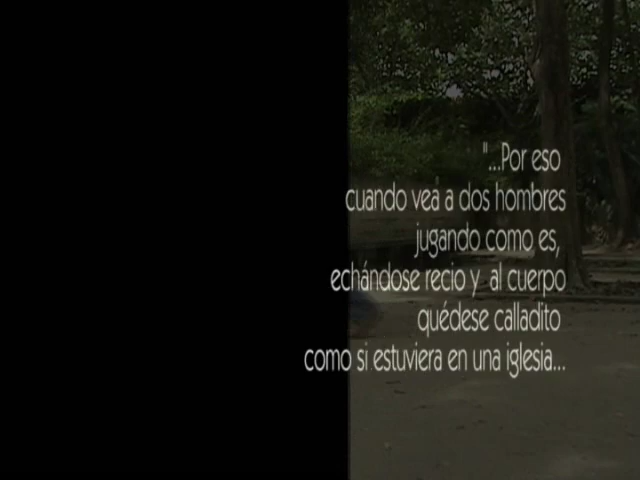 "...Por eso
cuando vea a dos hombres
jugando como es,
echándose recio y al cuerpo
quédese calladito
como si estuviera en una iglesia...